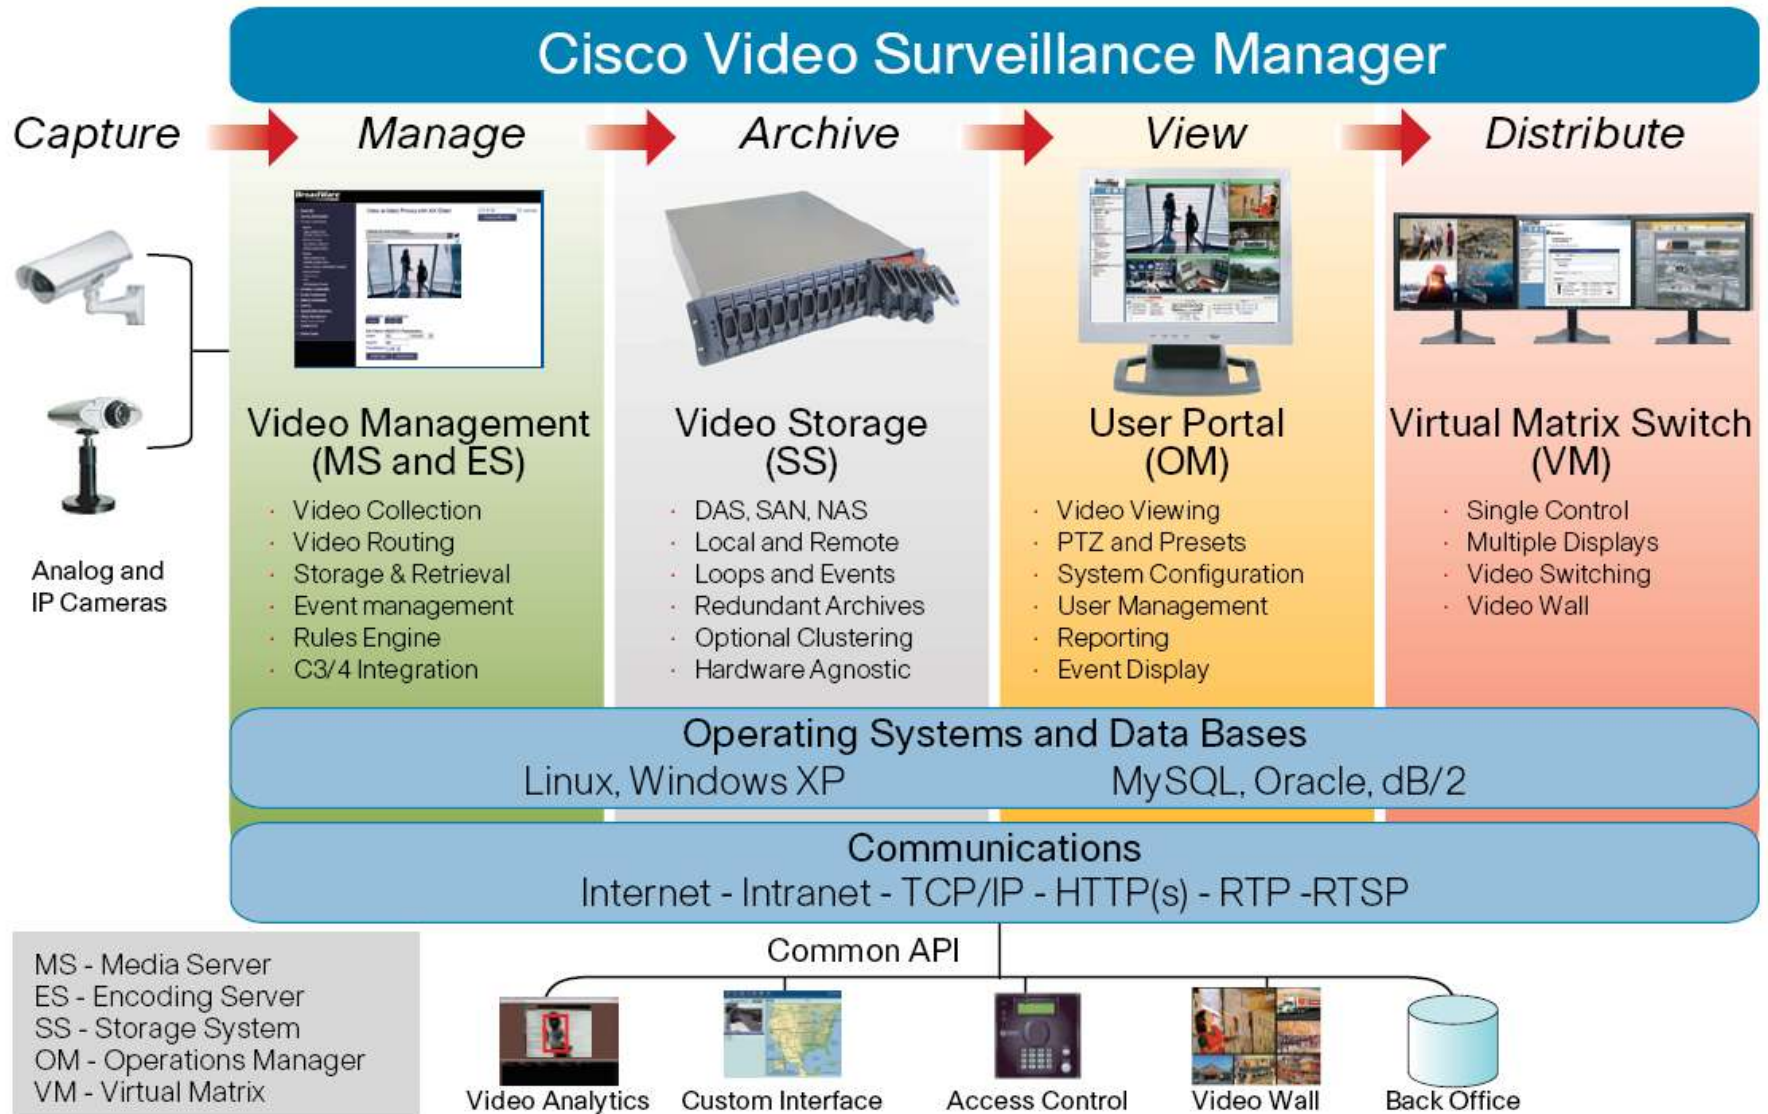 Cisco Video Surveillance Manager
Capture
Manage
Archive
View
Distribute
BroadWare
Video Management
(MS and ES)
· Video Collection
· Video Routing
· Storage & Retrieval
· Event management
· Rules Engine
· C3/4 Integration
Video Storage
(SS)
· DAS, SAN, NAS
· Local and Remote
· Loops and Events
· Redundant Archives
· Optional Clustering
· Hardware Agnostic
User Portal
(OM)
· Video Viewing
· PTZ and Presets
· System Configuration
· User Management
· Reporting
· Event Display
Virtual Matrix Switch
(VM)
· Single Control
· Multiple Displays
· Video Switching
· Video Wall
Analog and
IP Cameras
Operating Systems and Data Bases
Linux, Windows XP
MySQL, Oracle, dB/2
Communications
Internet - Intranet - TCP/IP - HTTP(s) - RTP -RTSP
Common API
MS - Media Server
ES - Encoding Server
SS - Storage System
OM - Operations Manager
VM - Virtual Matrix
Video Analytics
Custom Interface
Access Control
Video Wall
Back Office